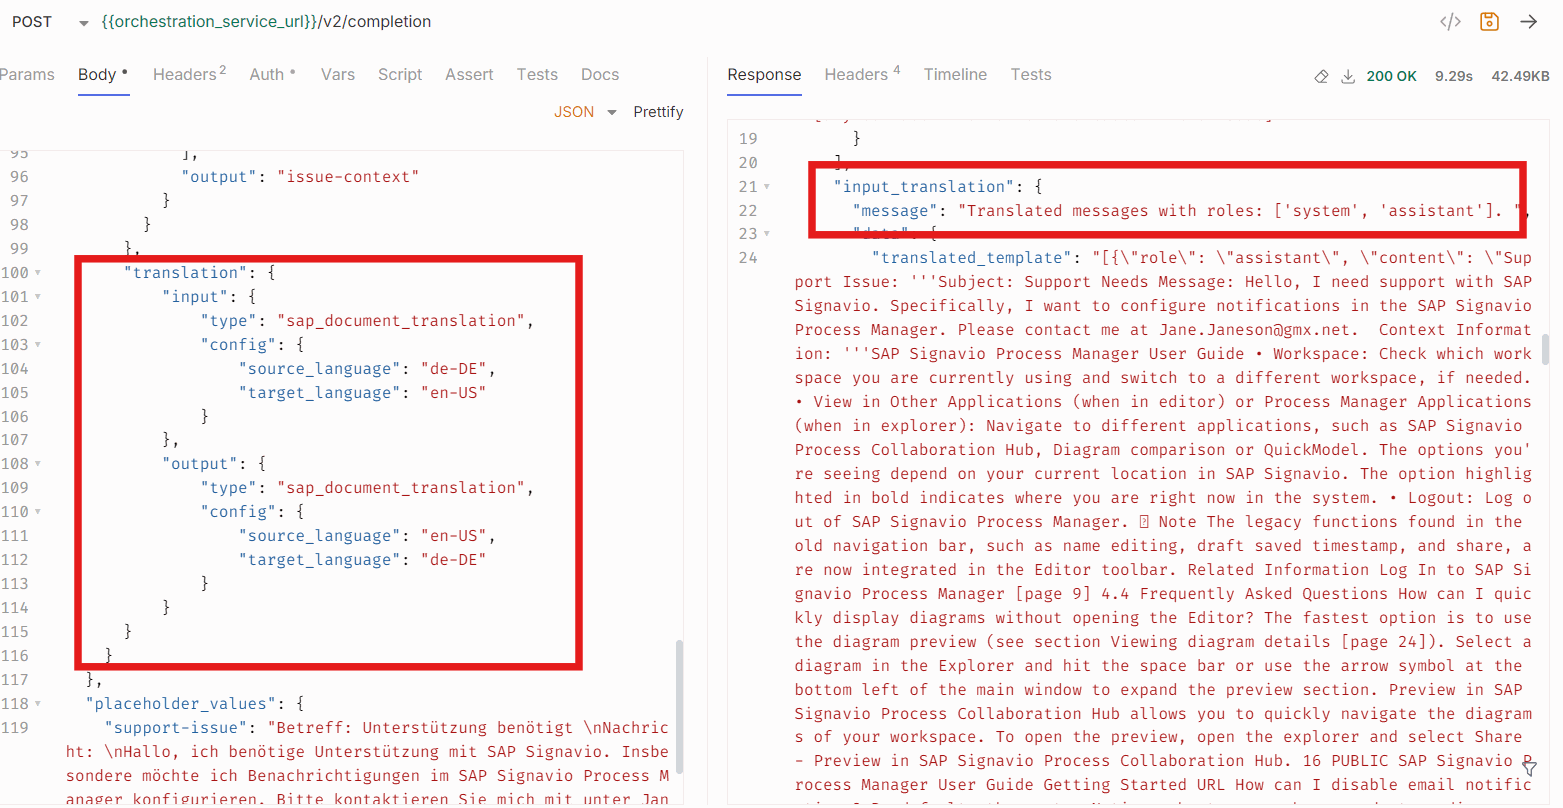 POST {{orchestration_service_url}}/v2/completion
Params Body Headers 2 Auth Vars Script Assert Tests Docs
JSON Prettify
95 ],
96 "output": "issue-context"
97 }
98 }
99 },
100 "translation": {
101 "input": {
102 "type": "sap_document_translation",
103 "config": {
104 "source_language": "de-DE",
105 "target_language": "en-US"
106 }
107 },
108 "output": {
109 "type": "sap_document_translation",
110 "config": {
111 "source_language": "en-US",
112 "target_language": "de-DE"
113 }
114 }
115 }
116 }
117 },
118 "placeholder_values": {
119 "support-issue": "Betreff: Unterstützung benötigt \nNachric
ht: \nHallo, ich benötige Unterstützung mit SAP Signavio. Insbe
sondere möchte ich Benachrichtigungen im SAP Signavio Process M
anager konfigurieren. Bitte kontaktieren Sie mich mit unter Jan
Response Headers 4 Timeline Tests
200 OK 9.29s 42.49KB
19 }
20 ],
21 "input_translation": {
22 "message": "Translated messages with roles: ['system', 'assistant']. ",
23 "data": {
24 "translated_template": "[{\"role\": \"assistant\", \"content\": \"Sup
port Issue: '''Subject: Support Needs Message: Hello, I need support with SAP
Signavio. Specifically, I want to configure notifications in the SAP Signavio
Process Manager. Please contact me at Jane.Janeson@gmx.net.  Context Informat
ion: '''SAP Signavio Process Manager User Guide • Workspace: Check which work
space you are currently using and switch to a different workspace, if needed.
• View in Other Applications (when in editor) or Process Manager Applications
(when in explorer): Navigate to different applications, such as SAP Signavio
Process Collaboration Hub, Diagram comparison or QuickModel. The options you'
re seeing depend on your current location in SAP Signavio. The option highlig
hted in bold indicates where you are right now in the system. • Logout: Log o
ut of SAP Signavio Process Manager. Note The legacy functions found in the
old navigation bar, such as name editing, draft saved timestamp, and share, a
re now integrated in the Editor toolbar. Related Information Log In to SAP Si
gnavio Process Manager [page 9] 4.4 Frequently Asked Questions How can I quic
kly display diagrams without opening the Editor? The fastest option is to use
the diagram preview (see section Viewing diagram details [page 24]). Select a
diagram in the Explorer and hit the space bar or use the arrow symbol at the
bottom left of the main window to expand the preview section. Preview in SAP
Signavio Process Collaboration Hub allows you to quickly navigate the diagram
s of your workspace. To open the preview, open the explorer and select Share
- Preview in SAP Signavio Process Collaboration Hub. 16 PUBLIC SAP Signavio P
rocess Manager User Guide Getting Started URL How can I disable email notific